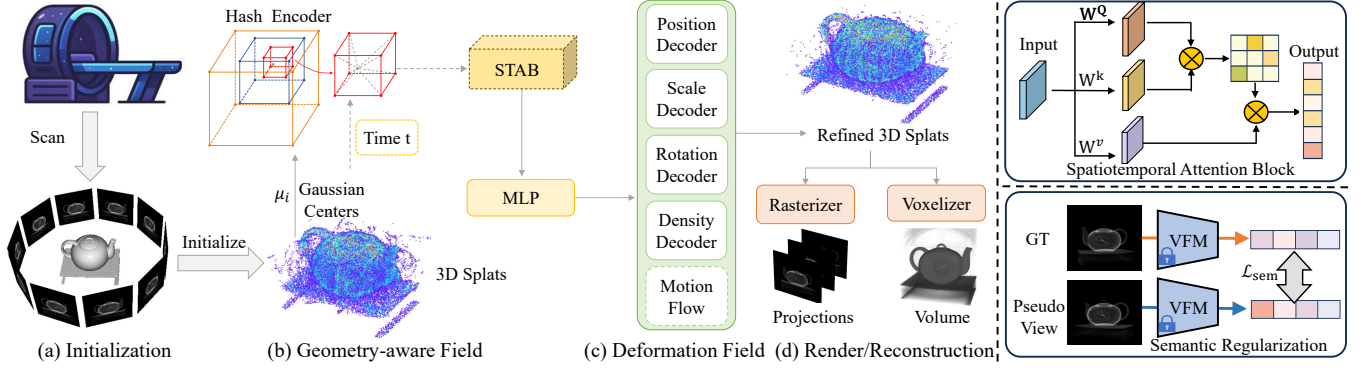 Scan
Initialize
(a) Initialization
Hash Encoder
Time t
μ_i
Gaussian
Centers
3D Splats
(b) Geometry-aware Field
STAB
MLP
Position
Decoder
Scale
Decoder
Rotation
Decoder
Density
Decoder
Motion
Flow
(c) Deformation Field
Refined 3D Splats
Rasterizer
Voxelizer
Projections
Volume
(d) Render/Reconstruction
Input
W^Q
W^k
W^v
Output
Spatiotemporal Attention Block
GT
VFM
ℒ_sem
Pseudo
View
VFM
Semantic Regularization